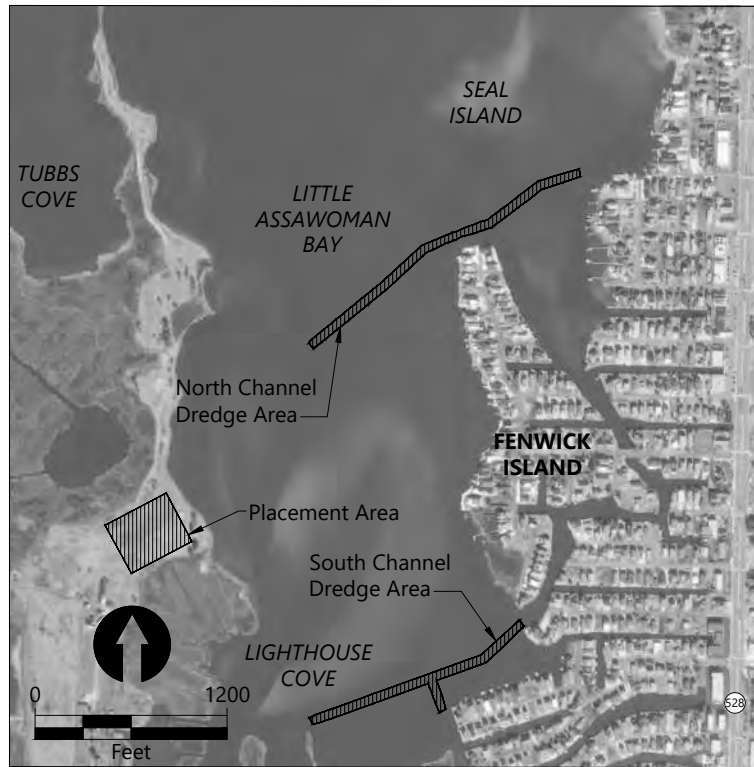 SEAL
ISLAND
TUBBS
COVE
LITTLE
ASSAWOMAN
BAY
North Channel
Dredge Area
FENWICK
ISLAND
Placement Area
South Channel
Dredge Area
LIGHTHOUSE
COVE
0 1200
Feet
528